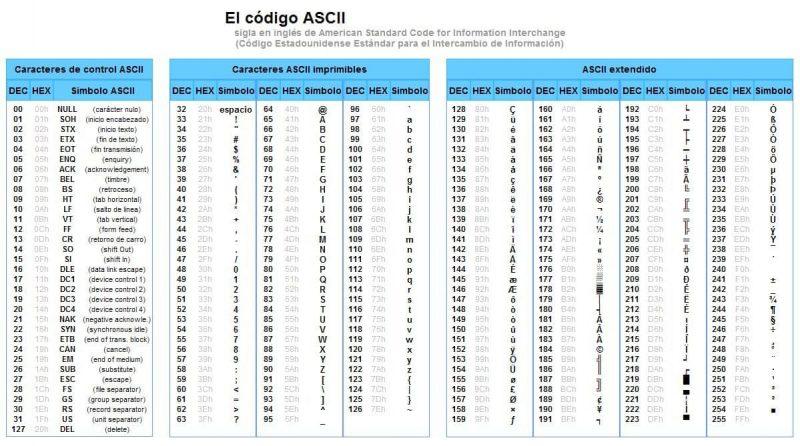 El código ASCII
sigla en inglés de American Standard Code for Information Interchange
(Código Estadounidense Estándar para el Intercambio de Información)
Caracteres de control ASCII
DEC HEX Simbolo ASCII
00 00h NULL (carácter nulo)
01 01h SOH (inicio encabezado)
02 02h STX (inicio texto)
03 03h ETX (fin de texto)
04 04h EOT (fin transmisión)
05 05h ENQ (enquiry)
06 06h ACK (acknowledgement)
07 07h BEL (timbre)
08 08h BS (retroceso)
09 09h HT (tab horizontal)
10 0Ah LF (salto de linea)
11 0Bh VT (tab vertical)
12 0Ch FF (form feed)
13 0Dh CR (retorno de carro)
14 0Eh SO (shift Out)
15 0Fh SI (shift In)
16 10h DLE (data link escape)
17 11h DC1 (device control 1)
18 12h DC2 (device control 2)
19 13h DC3 (device control 3)
20 14h DC4 (device control 4)
21 15h NAK (negative acknowle.)
22 16h SYN (synchronous idle)
23 17h ETB (end of trans. block)
24 18h CAN (cancel)
25 19h EM (end of medium)
26 1Ah SUB (substitute)
27 1Bh ESC (escape)
28 1Ch FS (file separator)
29 1Dh GS (group separator)
30 1Eh RS (record separator)
31 1Fh US (unit separator)
127 20h DEL (delete)
Caracteres ASCII imprimibles
DEC HEX Simbolo DEC HEX Simbolo DEC HEX Simbolo
32 20h espacio 64 40h @ 96 60h `
33 21h ! 65 41h A 97 61h a
34 22h " 66 42h B 98 62h b
35 23h # 67 43h C 99 63h c
36 24h $ 68 44h D 100 64h d
37 25h % 69 45h E 101 65h e
38 26h & 70 46h F 102 66h f
39 27h ' 71 47h G 103 67h g
40 28h ( 72 48h H 104 68h h
41 29h ) 73 49h I 105 69h i
42 2Ah * 74 4Ah J 106 6Ah j
43 2Bh + 75 4Bh K 107 6Bh k
44 2Ch , 76 4Ch L 108 6Ch l
45 2Dh - 77 4Dh M 109 6Dh m
46 2Eh . 78 4Eh N 110 6Eh n
47 2Fh / 79 4Fh O 111 6Fh o
48 30h 0 80 50h P 112 70h p
49 31h 1 81 51h Q 113 71h q
50 32h 2 82 52h R 114 72h r
51 33h 3 83 53h S 115 73h s
52 34h 4 84 54h T 116 74h t
53 35h 5 85 55h U 117 75h u
54 36h 6 86 56h V 118 76h v
55 37h 7 87 57h W 119 77h w
56 38h 8 88 58h X 120 78h x
57 39h 9 89 59h Y 121 79h y
58 3Ah : 90 5Ah Z 122 7Ah z
59 3Bh ; 91 5Bh [ 123 7Bh {
60 3Ch < 92 5Ch \ 124 7Ch |
61 3Dh = 93 5Dh ] 125 7Dh }
62 3Eh > 94 5Eh ^ 126 7Eh ~
63 3Fh ? 95 5Fh _
ASCII extendido
DEC HEX Simbolo DEC HEX Simbolo DEC HEX Simbolo DEC HEX Simbolo
128 80h Ç 160 A0h á 192 C0h └ 224 E0h Ó
129 81h ü 161 A1h í 193 C1h ┴ 225 E1h ß
130 82h é 162 A2h ó 194 C2h ┬ 226 E2h Ô
131 83h â 163 A3h ú 195 C3h ├ 227 E3h Ò
132 84h ä 164 A4h ñ 196 C4h ─ 228 E4h õ
133 85h à 165 A5h Ñ 197 C5h ┼ 229 E5h Õ
134 86h å 166 A6h ª 198 C6h ã 230 E6h µ
135 87h ç 167 A7h º 199 C7h Ã 231 E7h þ
136 88h ê 168 A8h ¿ 200 C8h ╚ 232 E8h Þ
137 89h ë 169 A9h ® 201 C9h ╔ 233 E9h Ú
138 8Ah è 170 AAh ¬ 202 CAh ╩ 234 EAh Û
139 8Bh ï 171 ABh ½ 203 CBh ╦ 235 EBh Ù
140 8Ch î 172 ACh ¼ 204 CCh ╠ 236 ECh ý
141 8Dh ì 173 ADh ¡ 205 CDh ═ 237 EDh Ý
142 8Eh Ä 174 AEh « 206 CEh ╬ 238 EEh ¯
143 8Fh Å 175 AFh » 207 CFh ¤ 239 EFh ´
144 90h É 176 B0h ░ 208 D0h ð 240 F0h
145 91h æ 177 B1h ▒ 209 D1h Ð 241 F1h ±
146 92h Æ 178 B2h ▓ 210 D2h Ê 242 F2h
147 93h ô 179 B3h │ 211 D3h Ë 243 F3h ¾
148 94h ö 180 B4h ┤ 212 D4h È 244 F4h ¶
149 95h ò 181 B5h Á 213 D5h 245 F5h §
150 96h û 182 B6h Â 214 D6h Í 246 F6h ÷
151 97h ù 183 B7h À 215 D7h Î 247 F7h ¸
152 98h ÿ 184 B8h © 216 D8h Ï 248 F8h °
153 99h Ö 185 B9h ╣ 217 D9h ┘ 249 F9h ¨
154 9Ah Ü 186 BAh ║ 218 DAh ┌ 250 FAh ·
155 9Bh ø 187 BBh ╗ 219 DBh █ 251 FBh ¹
156 9Ch £ 188 BCh ╝ 220 DCh ▄ 252 FCh ³
157 9Dh Ø 189 BDh ¢ 221 DDh ¦ 253 FDh ²
158 9Eh × 190 BEh ¥ 222 DEh Ì 254 FEh ■
159 9Fh ƒ 191 BFh ┐ 223 DFh ▀ 255 FFh